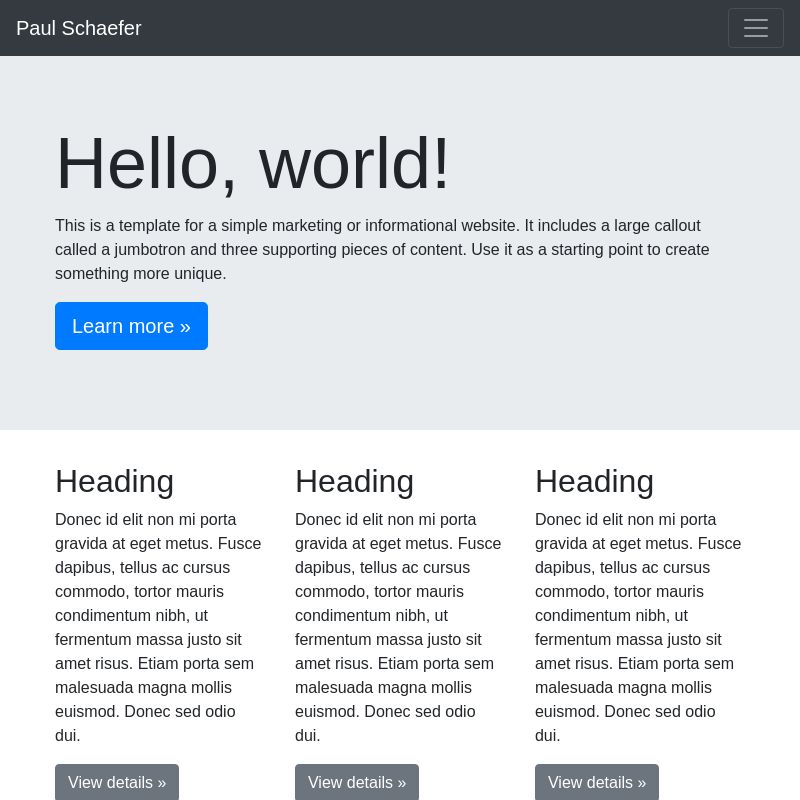 Paul Schaefer
Hello, world!
This is a template for a simple marketing or informational website. It includes a large callout
called a jumbotron and three supporting pieces of content. Use it as a starting point to create
something more unique.
Learn more »
Heading
Donec id elit non mi porta
gravida at eget metus. Fusce
dapibus, tellus ac cursus
commodo, tortor mauris
condimentum nibh, ut
fermentum massa justo sit
amet risus. Etiam porta sem
malesuada magna mollis
euismod. Donec sed odio
dui.
View details »
Heading
Donec id elit non mi porta
gravida at eget metus. Fusce
dapibus, tellus ac cursus
commodo, tortor mauris
condimentum nibh, ut
fermentum massa justo sit
amet risus. Etiam porta sem
malesuada magna mollis
euismod. Donec sed odio
dui.
View details »
Heading
Donec id elit non mi porta
gravida at eget metus. Fusce
dapibus, tellus ac cursus
commodo, tortor mauris
condimentum nibh, ut
fermentum massa justo sit
amet risus. Etiam porta sem
malesuada magna mollis
euismod. Donec sed odio
dui.
View details »